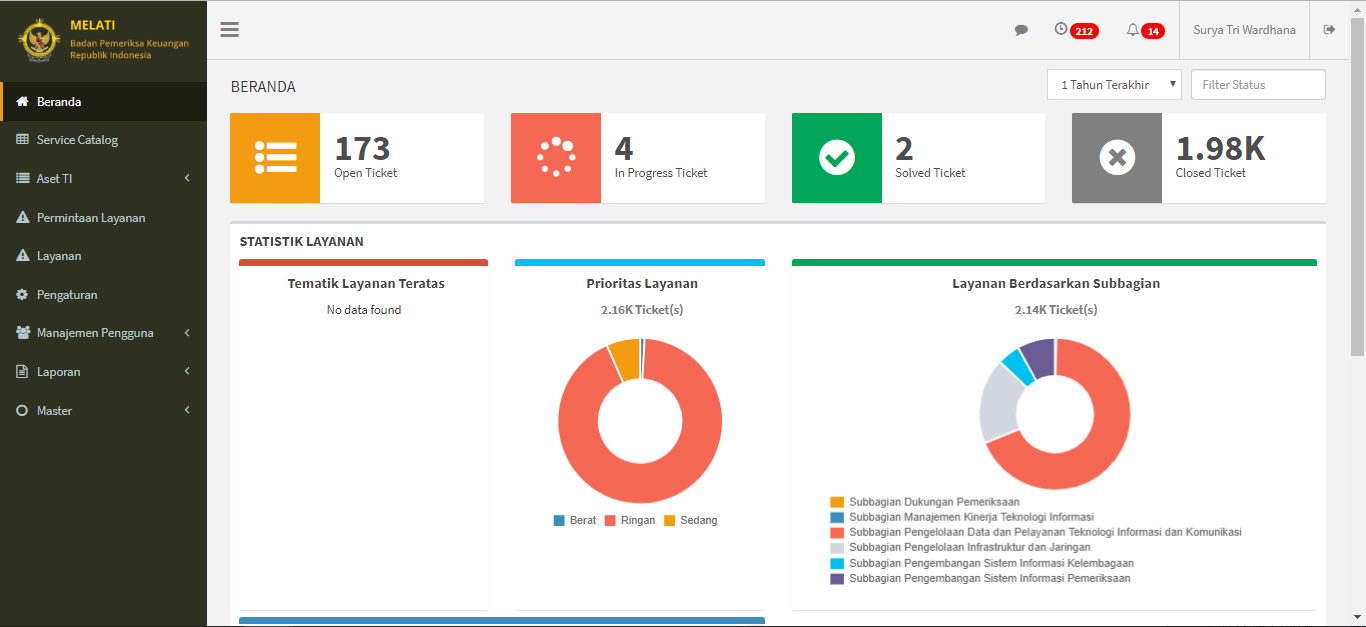 MELATI
Badan Pemeriksa Keuangan
Republik Indonesia
212
14
Surya Tri Wardhana
Beranda
Service Catalog
Aset TI
Permintaan Layanan
Layanan
Pengaturan
Manajemen Pengguna
Laporan
Master
BERANDA
1 Tahun Terakhir
Filter Status
173
Open Ticket
4
In Progress Ticket
2
Solved Ticket
1.98K
Closed Ticket
STATISTIK LAYANAN
Tematik Layanan Teratas
No data found
Prioritas Layanan
2.16K Ticket(s)
Berat Ringan Sedang
Layanan Berdasarkan Subbagian
2.14K Ticket(s)
Subbagian Dukungan Pemeriksaan
Subbagian Manajemen Kinerja Teknologi Informasi
Subbagian Pengelolaan Data dan Pelayanan Teknologi Informasi dan Komunikasi
Subbagian Pengelolaan Infrastruktur dan Jaringan
Subbagian Pengembangan Sistem Informasi Kelembagaan
Subbagian Pengembangan Sistem Informasi Pemeriksaan